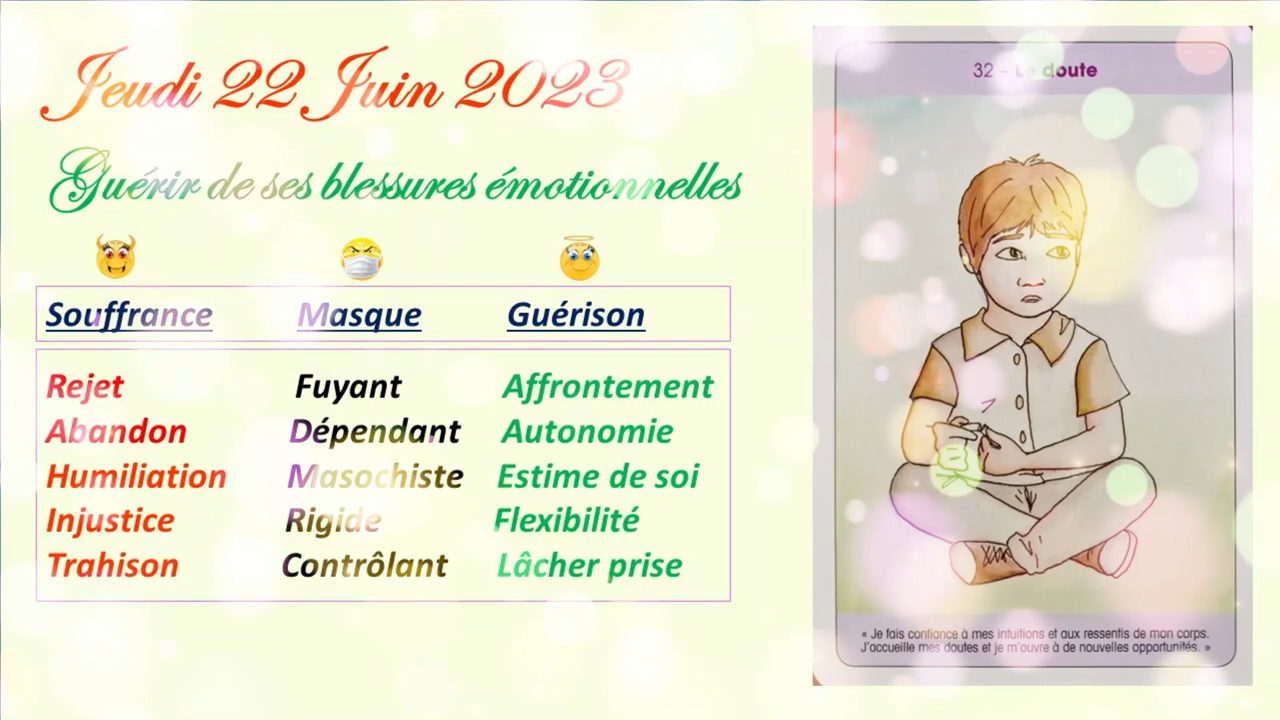 Jeudi 22 Juin 2023
Guérir de ses blessures émotionnelles
Souffrance Masque Guérison
Rejet Fuyant Affrontement
Abandon Dépendant Autonomie
Humiliation Masochiste Estime de soi
Injustice Rigide Flexibilité
Trahison Contrôlant Lâcher prise
32 - Le doute
« Je fais confiance à mes intuitions et aux ressentis de mon corps.
J'accueille mes doutes et je m'ouvre à de nouvelles opportunités. »